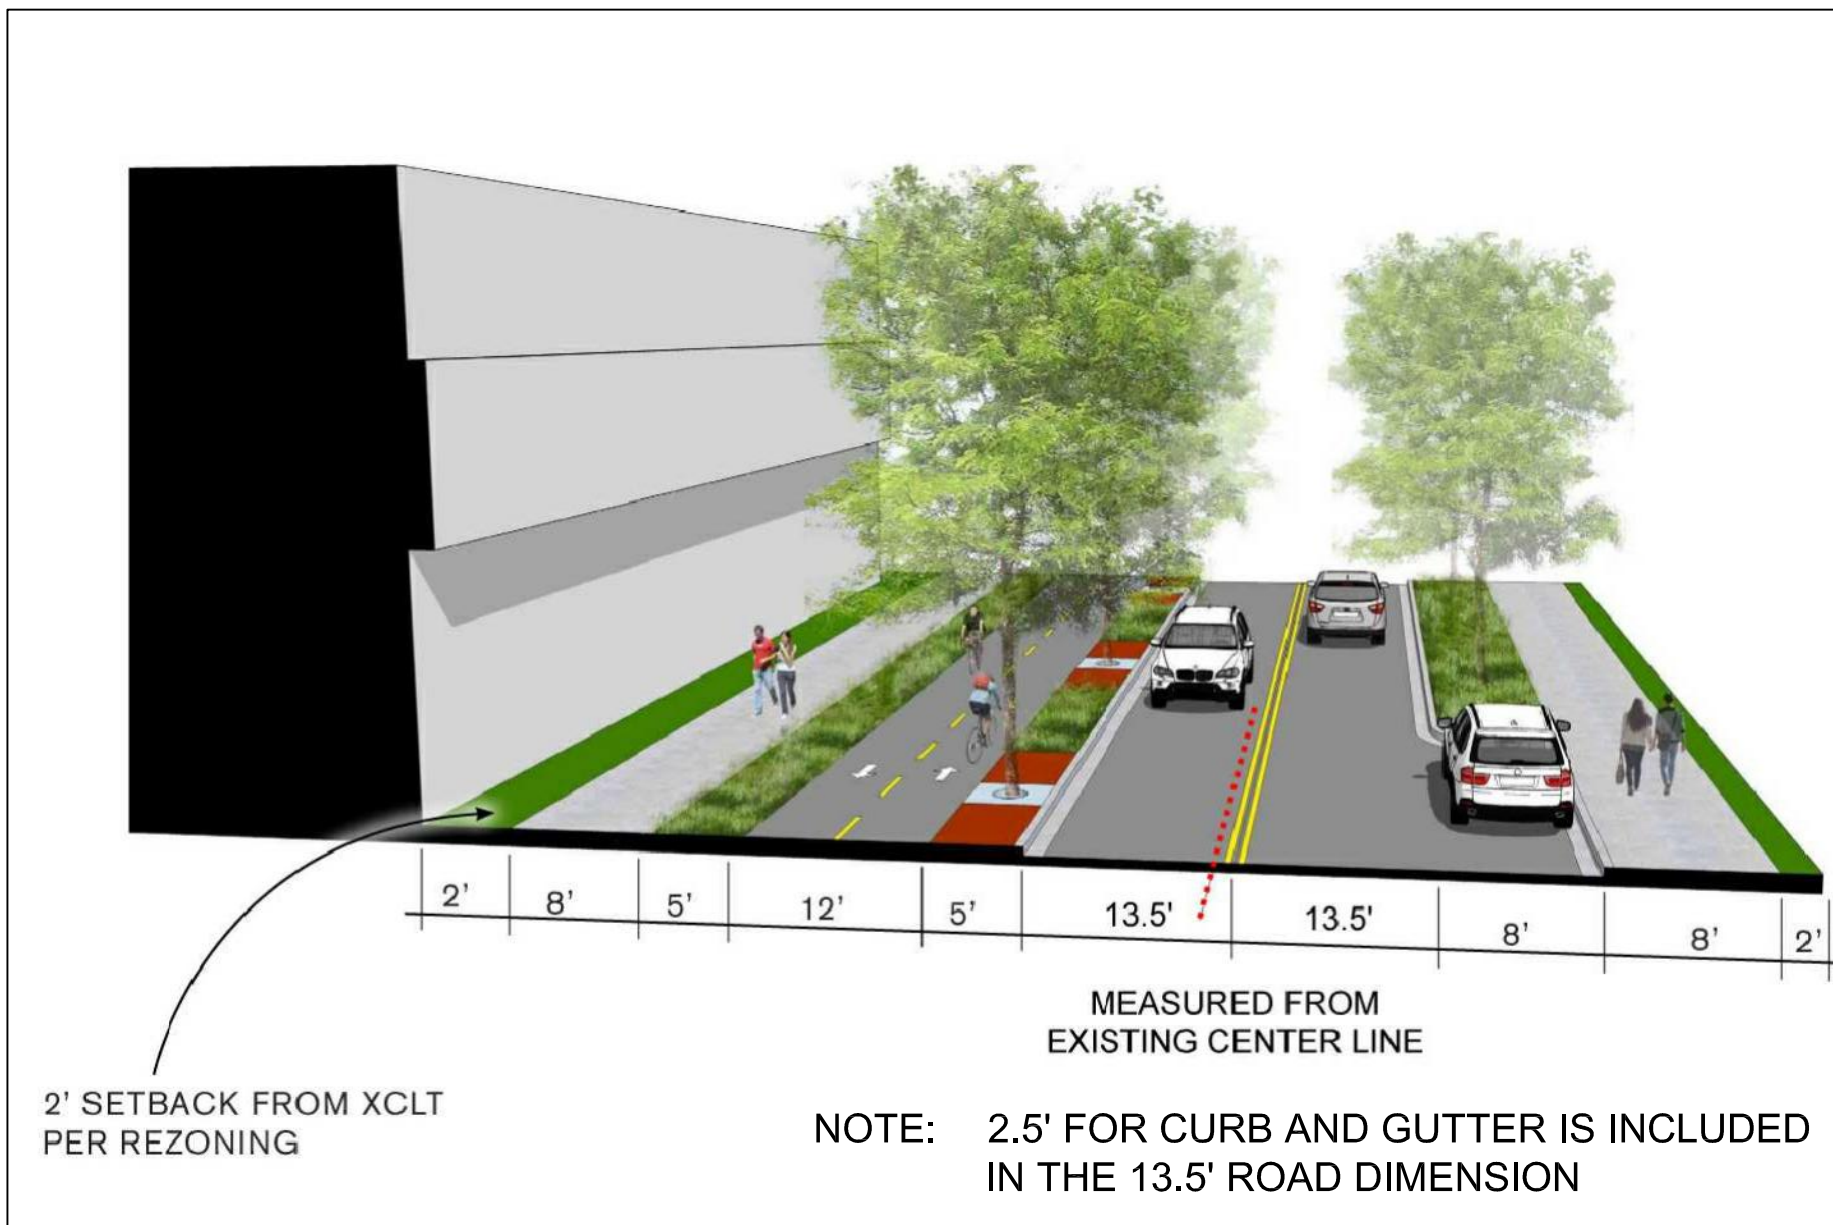 2’ 8’ 5’ 12’ 5’ 13.5' 13.5' 8’ 8’ 2’
MEASURED FROM
EXISTING CENTER LINE
2’ SETBACK FROM XCLT
PER REZONING
NOTE: 2.5' FOR CURB AND GUTTER IS INCLUDED
IN THE 13.5' ROAD DIMENSION